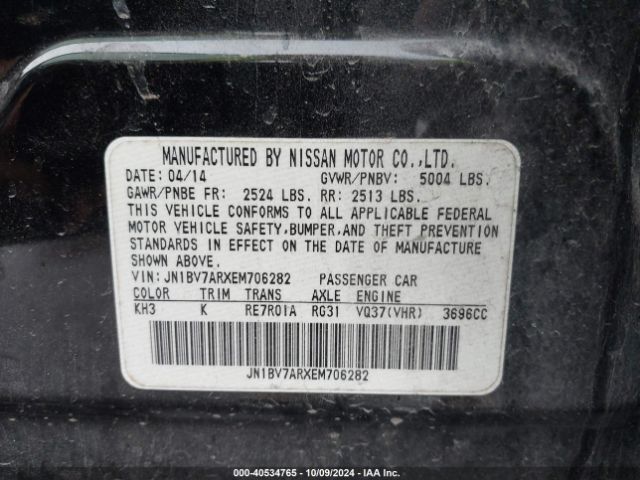 MANUFACTURED BY NISSAN MOTOR CO.,LTD.
DATE: 04/14 GVWR/PNBV: 5004 LBS.
GAWR/PNBE FR: 2524 LBS. RR: 2513 LBS.
THIS VEHICLE CONFORMS TO ALL APPLICABLE FEDERAL
MOTOR VEHICLE SAFETY,BUMPER,AND THEFT PREVENTION
STANDARDS IN EFFECT ON THE DATE OF MANUFACTURE
SHOWN ABOVE.
VIN: JN1BV7ARXEM706282 PASSENGER CAR
COLOR TRIM TRANS AXLE ENGINE
KH3 K RE7R01A RG31 VQ37(VHR) 3696CC
JN1BV7ARXEM706282
000-40534765 - 10/09/2024 - IAA Inc.